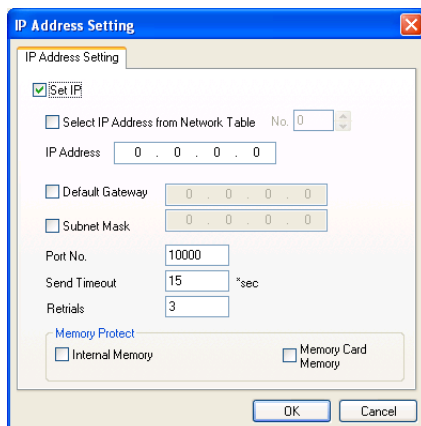 IP Address Setting
IP Address Setting
Set IP
Select IP Address from Network Table No. 0
IP Address 0 . 0 . 0 . 0
Default Gateway 0 . 0 . 0 . 0
Subnet Mask 0 . 0 . 0 . 0
Port No. 10000
Send Timeout 15 *sec
Retrials 3
Memory Protect
Internal Memory
Memory Card
Memory
OK Cancel